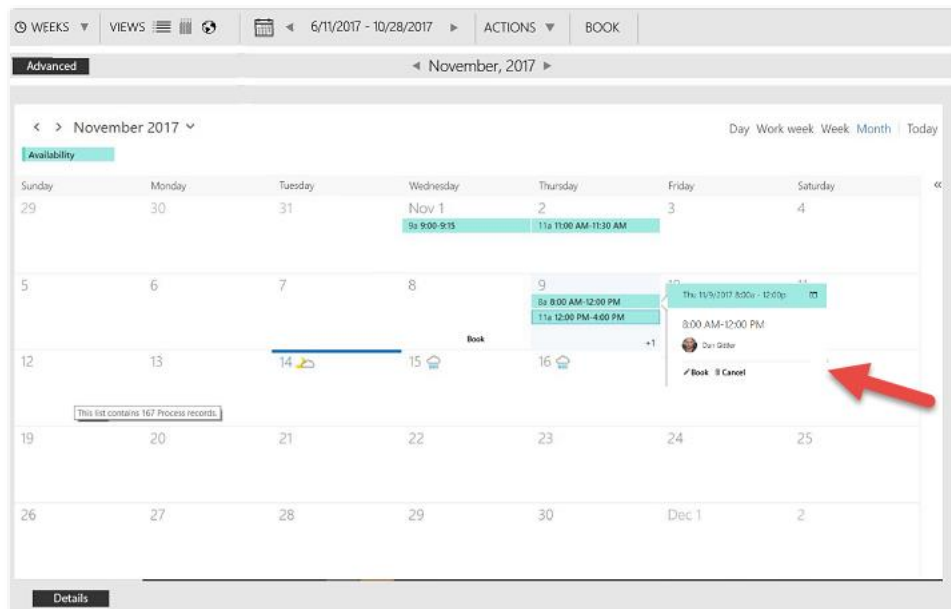 WEEKS VIEWS 6/11/2017 - 10/28/2017 ACTIONS BOOK
Advanced November, 2017
November 2017 Day Work week Week Month Today
Availability
Sunday Monday Tuesday Wednesday Thursday Friday Saturday
29 30 31 Nov 1 2 3 4
9a 9:00-9:15 11a 11:00 AM-11:30 AM
5 6 7 8 9
8a 8:00 AM-12:00 PM
11a 12:00 PM-4:00 PM
Book +1
Thu 11/9/2017 8:00a - 12:00p
8:00 AM-12:00 PM
Book Cancel
12 13 14 15 16
This list contains 167 Process records.
19 20 21 22 23 24 25
26 27 28 29 30 Dec 1 2
Details